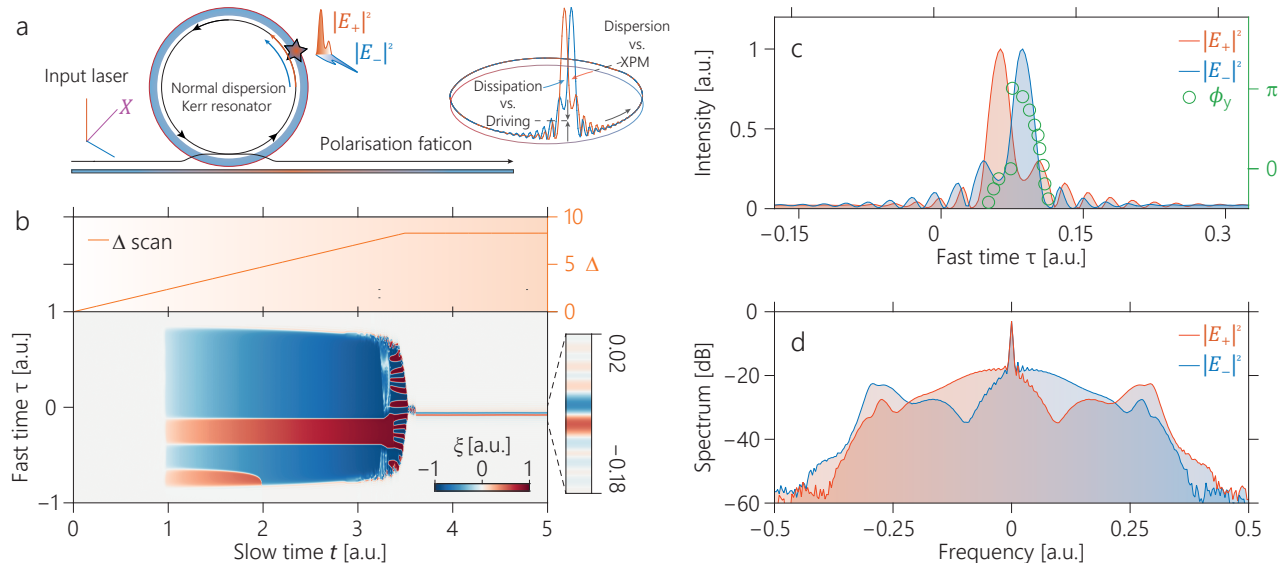 a
|E₊|²
|E₋|²
Input laser
X
Normal dispersion
Kerr resonator
Polarisation faticon
Dispersion
vs.
XPM
Dissipation
vs.
Driving
b
Δ scan
10
5
0
Δ
1
0
−1
Fast time τ [a.u.]
ξ [a.u.]
−1 0 1
0.02
−0.18
0 1 2 3 4 5
Slow time t [a.u.]
c
|E₊|²
|E₋|²
ϕy
1
0.5
0
Intensity [a.u.]
π
0
−0.15 0 0.15 0.3
Fast time τ [a.u.]
d
|E₊|²
|E₋|²
0
−20
−40
−60
Spectrum [dB]
−0.5 −0.25 0 0.25 0.5
Frequency [a.u.]